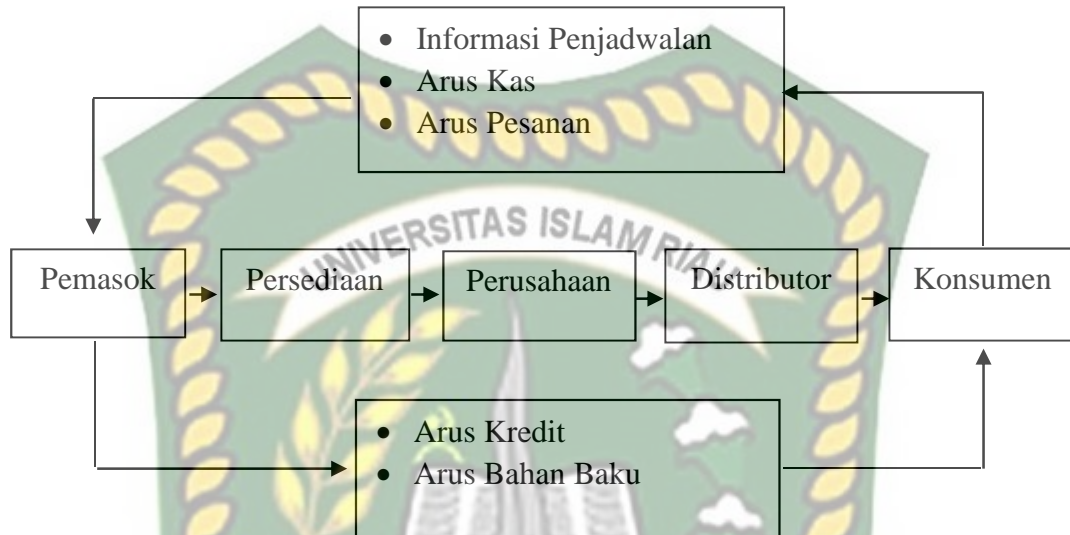 • Informasi Penjadwalan
• Arus Kas
• Arus Pesanan
UNIVERSITAS ISLAM RIAU
Pemasok
Persediaan
Perusahaan
Distributor
Konsumen
• Arus Kredit
• Arus Bahan Baku